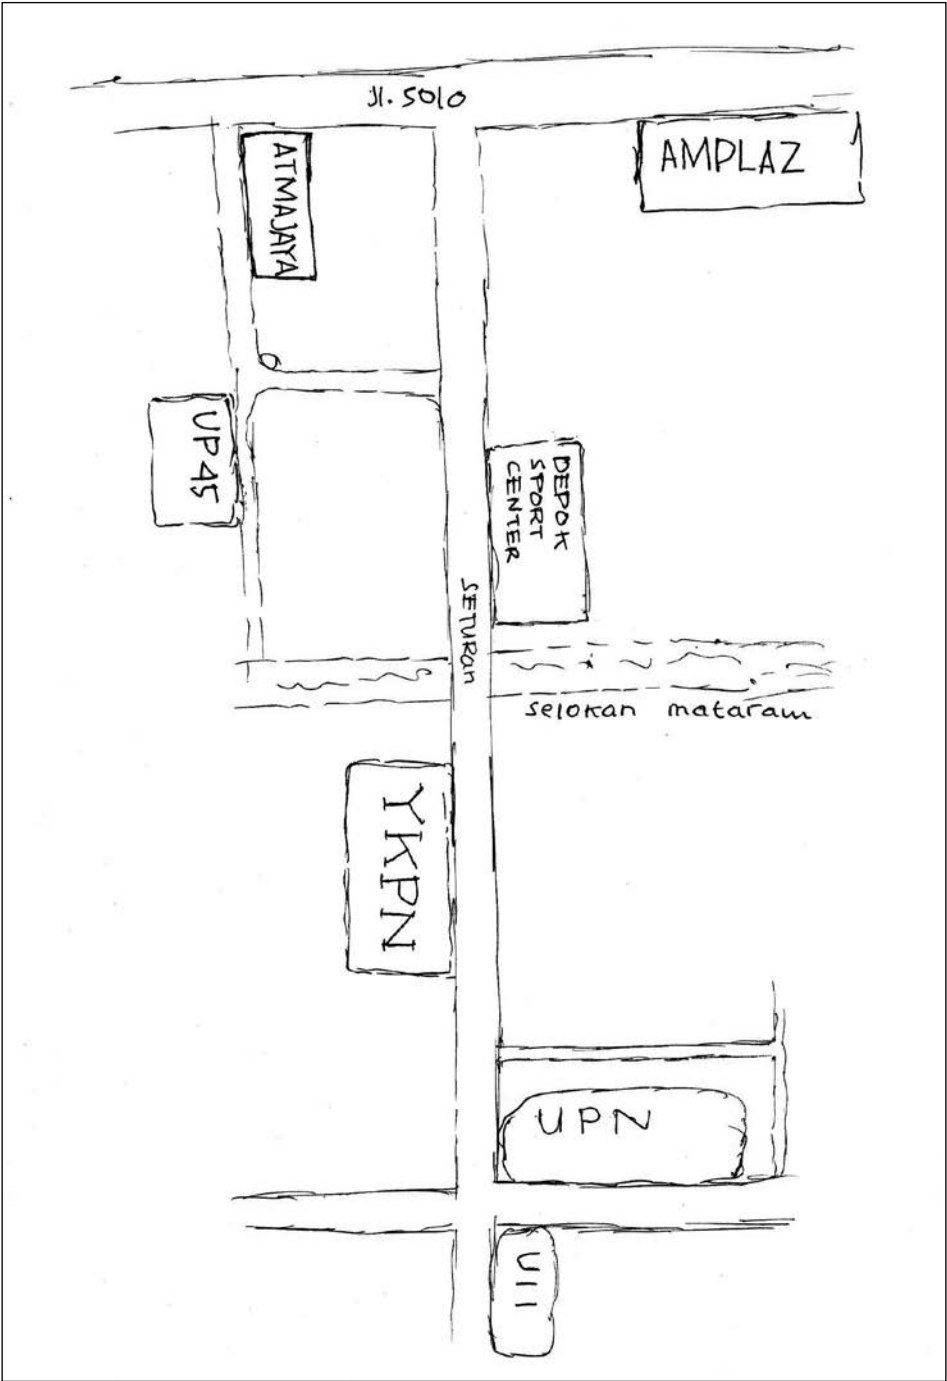 Jl. SOLO
ATMAJAYA
AMPLAZ
UP45
DEPOK
SPORT
CENTER
SETURAN
selokan mataram
YKPN
UPN
UII